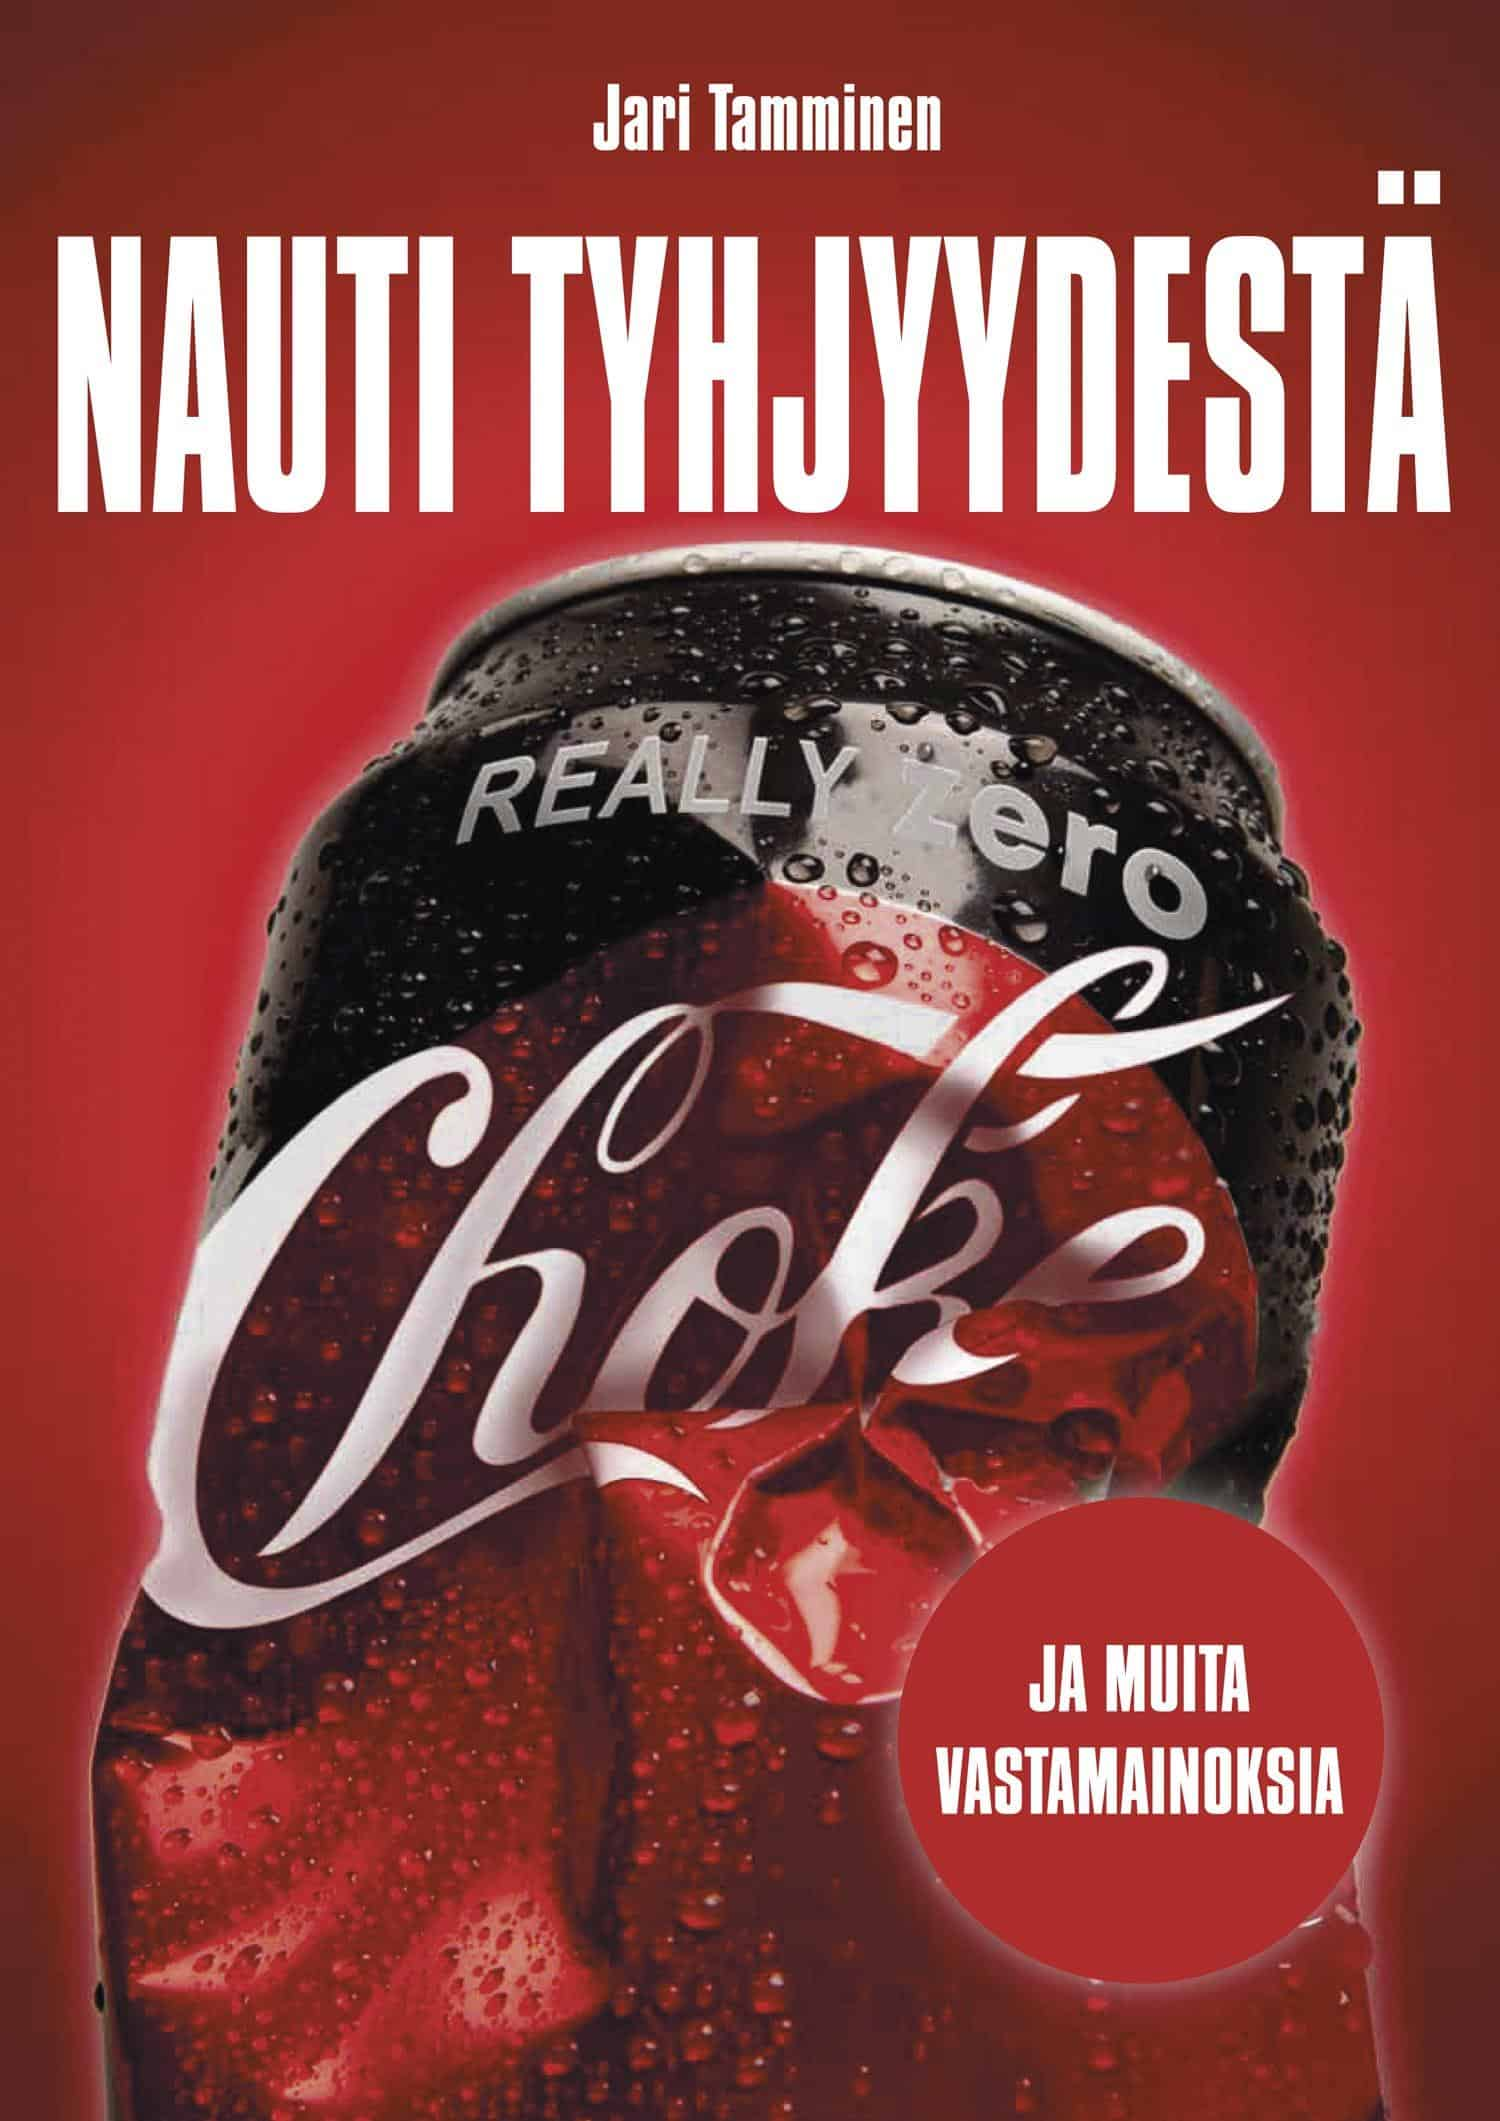 Jari Tamminen
NAUTI TYHJYYDESTÄ
REALLY zero
Choke
JA MUITA
VASTAMAINOKSIA